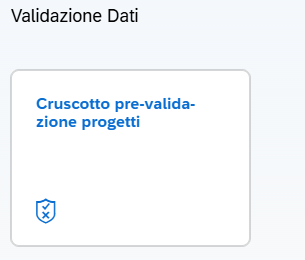 Validazione Dati
Cruscotto pre-valida-
zione progetti